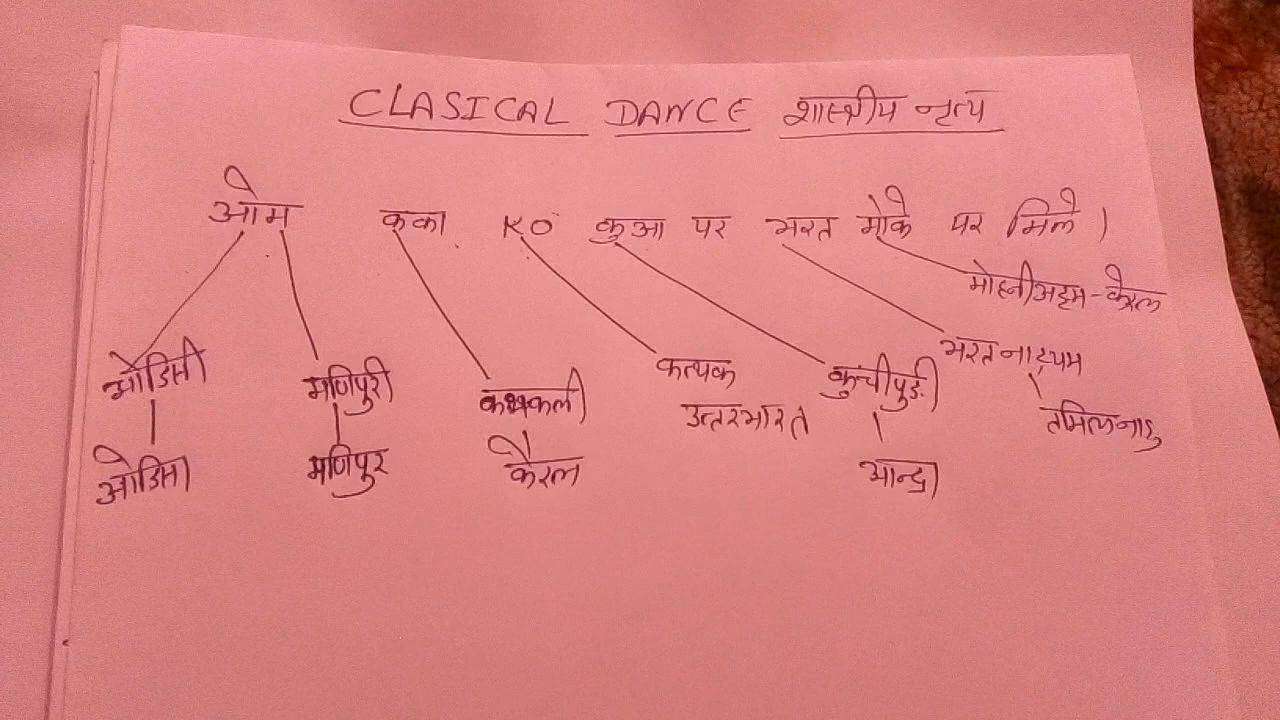 CLASICAL DANCE शास्त्रीय नृत्य
ओम कका KO कुआ पर भरत मोके पर मिले।
मोहनीअट्टम - केरल
ओडिसी मणिपुरी कथकली कत्थक कुचीपुड़ी भरतनाट्यम
ओडिसा मणिपुर केरल उत्तरभारत आन्द्रा तमिलनाडु